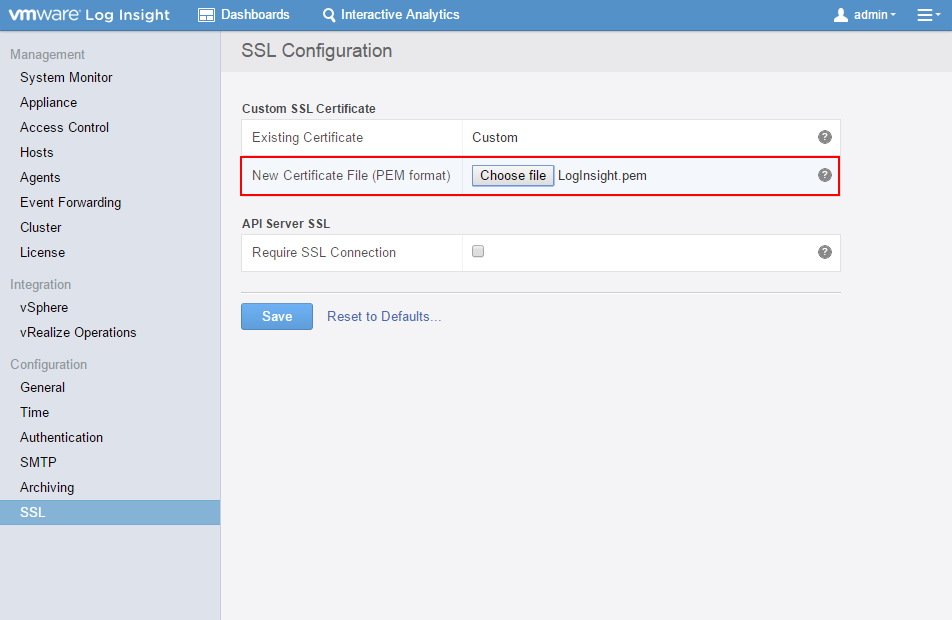 vmware Log Insight Dashboards Interactive Analytics admin
Management
System Monitor
Appliance
Access Control
Hosts
Agents
Event Forwarding
Cluster
License
Integration
vSphere
vRealize Operations
Configuration
General
Time
Authentication
SMTP
Archiving
SSL
SSL Configuration
Custom SSL Certificate
Existing Certificate Custom ?
New Certificate File (PEM format) Choose file LogInsight.pem ?
API Server SSL
Require SSL Connection ?
Save Reset to Defaults...